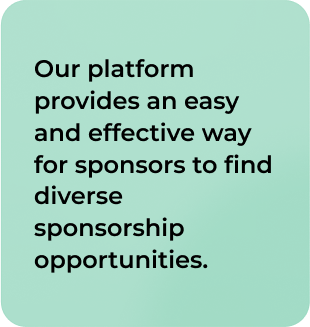 Our platform
provides an easy
and effective way
for sponsors to find
diverse
sponsorship
opportunities.